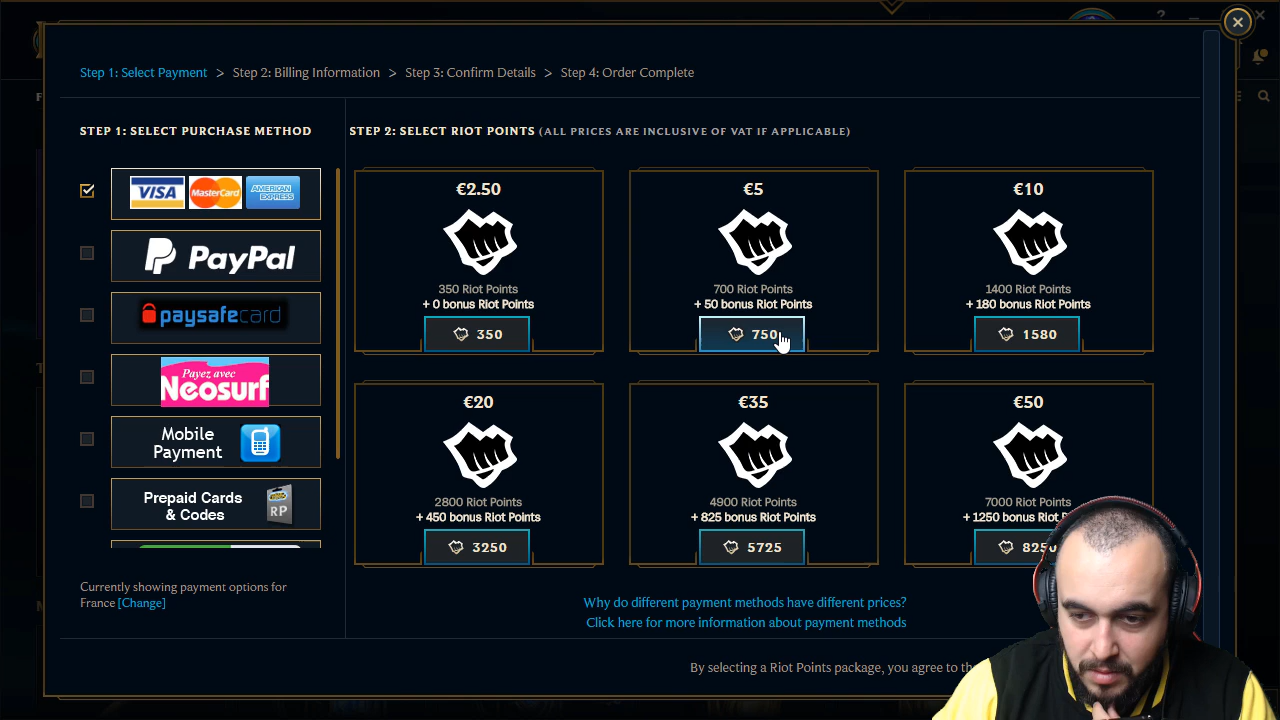 Step 1: Select Payment > Step 2: Billing Information > Step 3: Confirm Details > Step 4: Order Complete
STEP 1: SELECT PURCHASE METHOD
STEP 2: SELECT RIOT POINTS (ALL PRICES ARE INCLUSIVE OF VAT IF APPLICABLE)
VISA MasterCard AMERICAN EXPRESS
PayPal
paysafecard
Payez avec
Neosurf
Mobile
Payment
Prepaid Cards
& Codes
RP
Currently showing payment options for
France [Change]
€2.50
350 Riot Points
+ 0 bonus Riot Points
350
€5
700 Riot Points
+ 50 bonus Riot Points
750
€10
1400 Riot Points
+ 180 bonus Riot Points
1580
€20
2800 Riot Points
+ 450 bonus Riot Points
3250
€35
4900 Riot Points
+ 825 bonus Riot Points
5725
€50
7000 Riot Points
+ 1250 bonus Riot
8250
Why do different payment methods have different prices?
Click here for more information about payment methods
By selecting a Riot Points package, you agree to